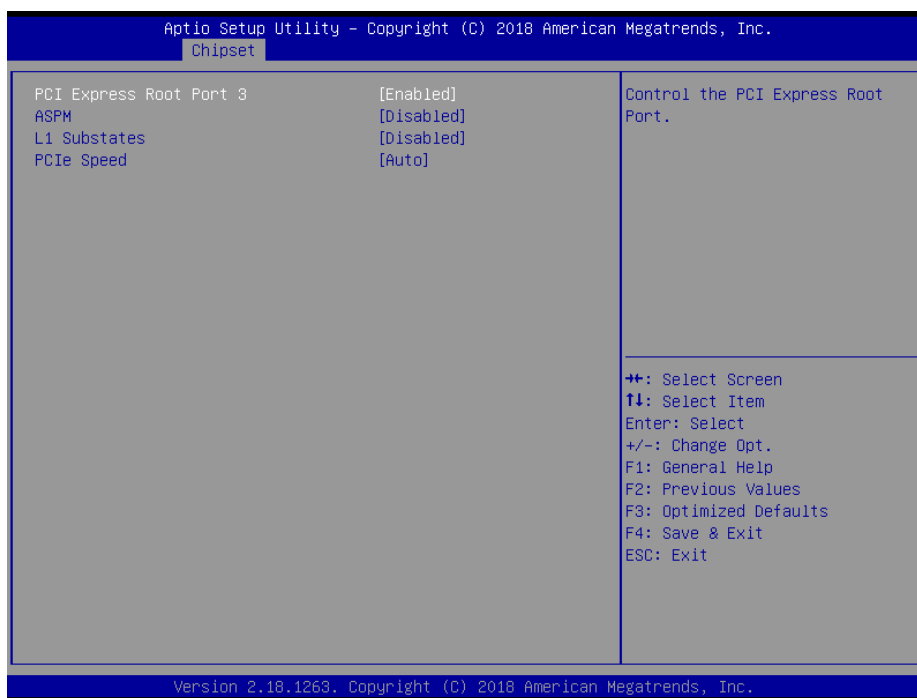 Aptio Setup Utility – Copyright (C) 2018 American Megatrends, Inc.
Chipset
PCI Express Root Port 3 [Enabled]
ASPM [Disabled]
L1 Substates [Disabled]
PCIe Speed [Auto]
Control the PCI Express Root
Port.
→←: Select Screen
↑↓: Select Item
Enter: Select
+/-: Change Opt.
F1: General Help
F2: Previous Values
F3: Optimized Defaults
F4: Save & Exit
ESC: Exit
Version 2.18.1263. Copyright (C) 2018 American Megatrends, Inc.